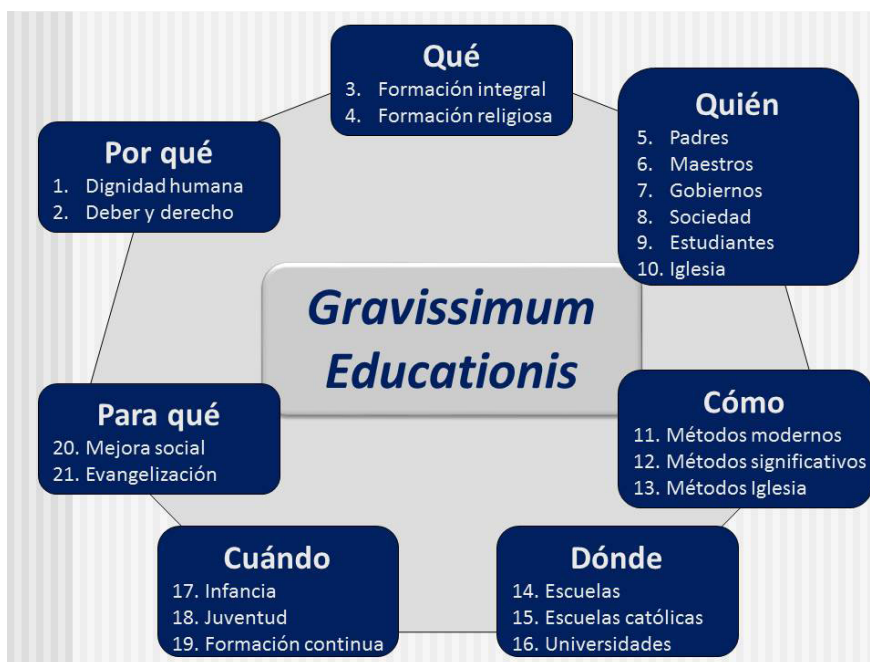 Qué
3. Formación integral
4. Formación religiosa
Quién
5. Padres
6. Maestros
7. Gobiernos
8. Sociedad
9. Estudiantes
10. Iglesia
Por qué
1. Dignidad humana
2. Deber y derecho
Gravissimum
Educationis
Para qué
20. Mejora social
21. Evangelización
Cómo
11. Métodos modernos
12. Métodos significativos
13. Métodos Iglesia
Cuándo
17. Infancia
18. Juventud
19. Formación continua
Dónde
14. Escuelas
15. Escuelas católicas
16. Universidades